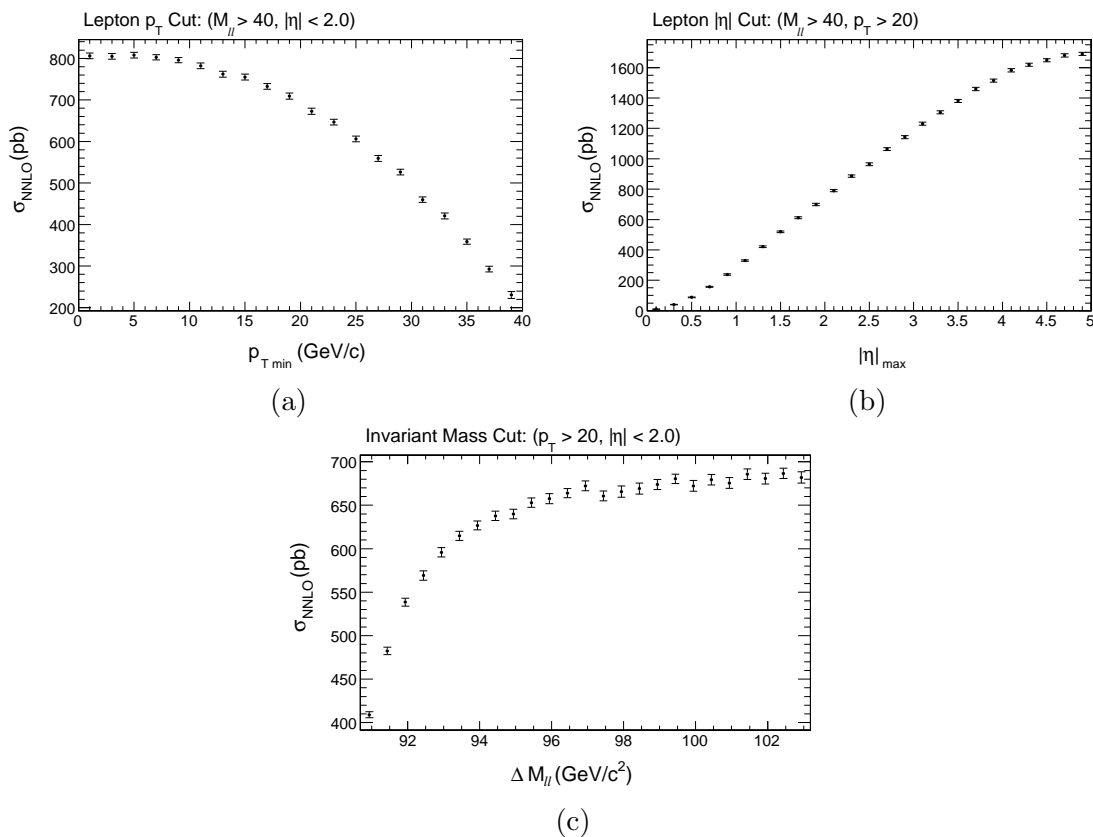 Lepton p_T Cut: (M_ll > 40, |η| < 2.0)
800
700
600
500
400
300
200
σ_NNLO (pb)
0 5 10 15 20 25 30 35 40
p_T min (GeV/c)
(a)
Lepton |η| Cut: (M_ll > 40, p_T > 20)
1600
1400
1200
1000
800
600
400
200
0
σ_NNLO (pb)
0 0.5 1 1.5 2 2.5 3 3.5 4 4.5 5
|η|_max
(b)
Invariant Mass Cut: (p_T > 20, |η| < 2.0)
700
650
600
550
500
450
400
σ_NNLO (pb)
92 94 96 98 100 102
Δ M_ll (GeV/c²)
(c)